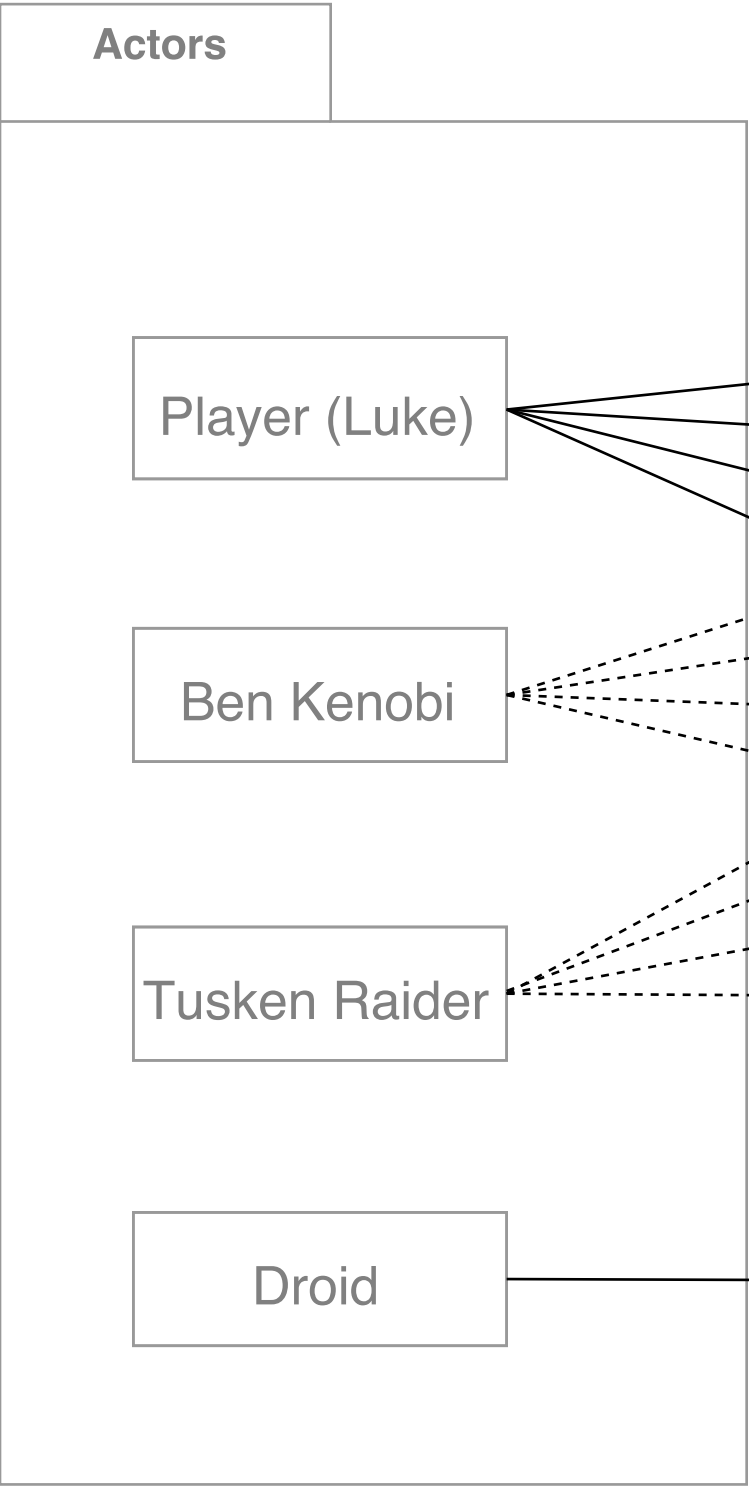 Actors
Player (Luke)
Ben Kenobi
Tusken Raider
Droid